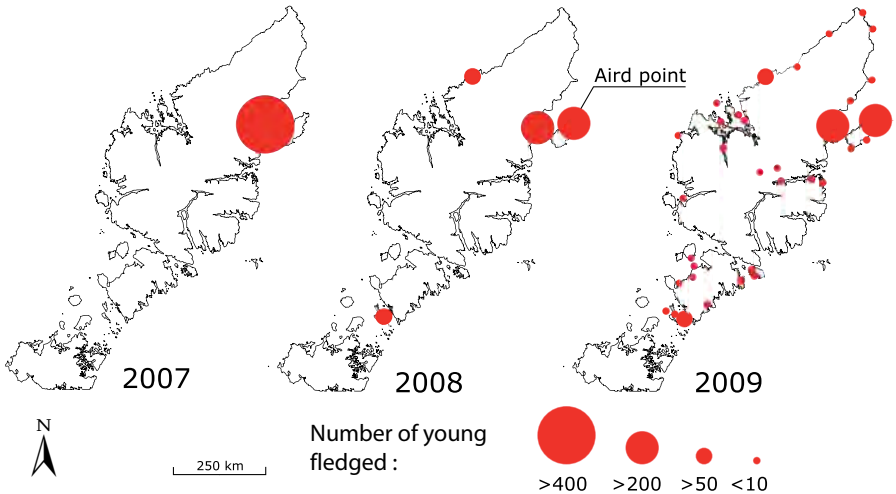 Aird point
2007
2008
2009
N
250 km
Number of young
fledged :
>400 >200 >50 <10